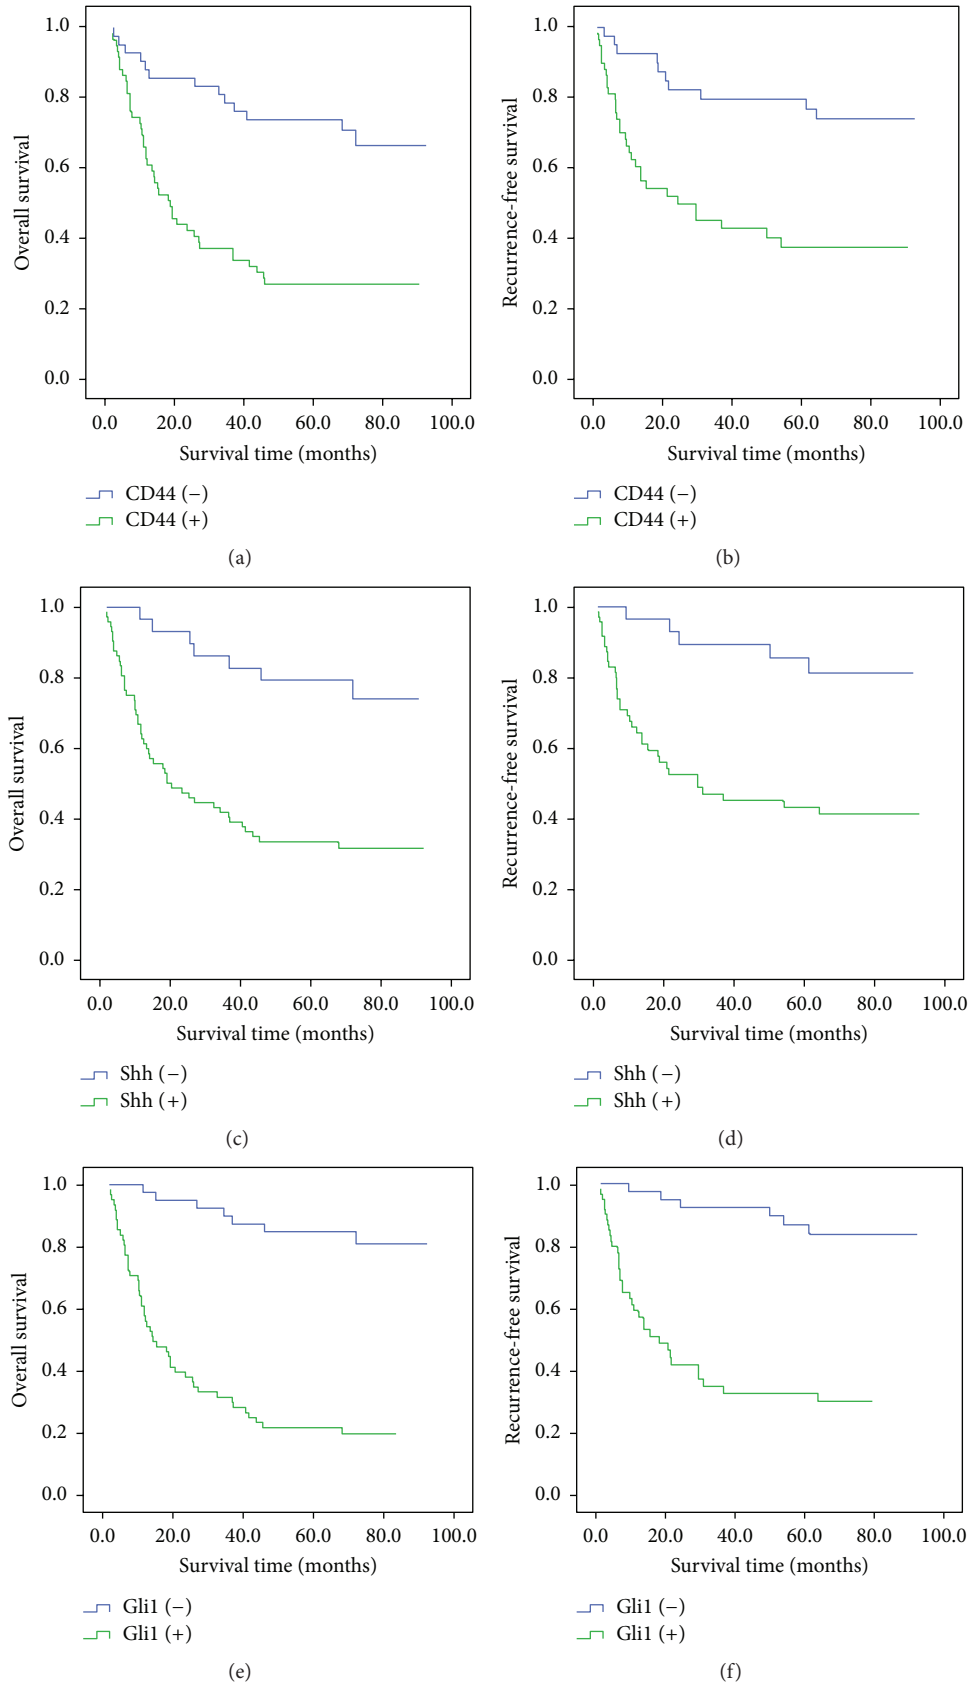 1.0
0.8
0.6
0.4
0.2
0.0
Overall survival
0.0 20.0 40.0 60.0 80.0 100.0
Survival time (months)
CD44 (−)
CD44 (+)
(a)
1.0
0.8
0.6
0.4
0.2
0.0
Recurrence-free survival
0.0 20.0 40.0 60.0 80.0 100.0
Survival time (months)
CD44 (−)
CD44 (+)
(b)
1.0
0.8
0.6
0.4
0.2
0.0
Overall survival
0.0 20.0 40.0 60.0 80.0 100.0
Survival time (months)
Shh (−)
Shh (+)
(c)
1.0
0.8
0.6
0.4
0.2
0.0
Recurrence-free survival
0.0 20.0 40.0 60.0 80.0 100.0
Survival time (months)
Shh (−)
Shh (+)
(d)
1.0
0.8
0.6
0.4
0.2
0.0
Overall survival
0.0 20.0 40.0 60.0 80.0 100.0
Survival time (months)
Gli1 (−)
Gli1 (+)
(e)
1.0
0.8
0.6
0.4
0.2
0.0
Recurrence-free survival
0.0 20.0 40.0 60.0 80.0 100.0
Survival time (months)
Gli1 (−)
Gli1 (+)
(f)